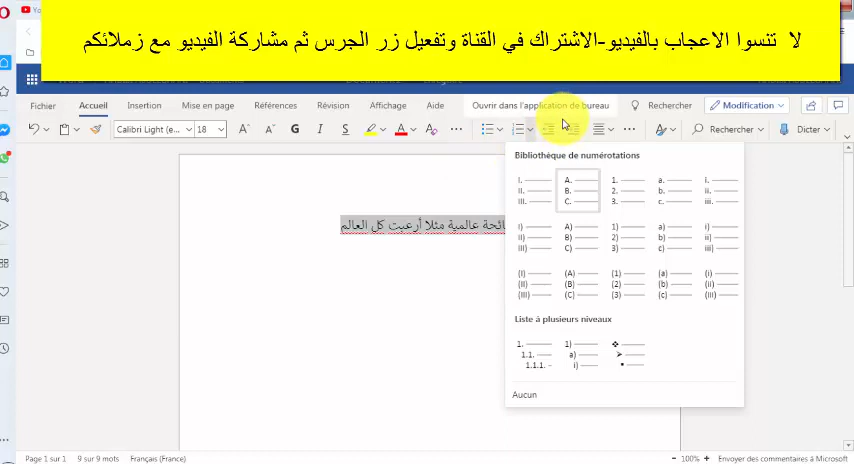 لا تنسوا الاعجاب بالفيديو-الاشتراك في القناة وتفعيل زر الجرس ثم مشاركة الفيديو مع زملائكم
Fichier Accueil Insertion Mise en page Références Révision Affichage Aide Ouvrir dans l'application de bureau Rechercher Modification
Calibri Light (e... 18 G I S A Rechercher Dicter
Bibliothèque de numérotations
I. A. 1. a. i.
II. B. 2. b. ii.
III. C. 3. c. iii.
I) A) 1) a) i)
II) B) 2) b) ii)
III) C) 3) c) iii)
(I) (A) (1) (a) (i)
(II) (B) (2) (b) (ii)
(III) (C) (3) (c) (iii)
Liste à plusieurs niveaux
1. 1)
1.1. a)
1.1.1. i)
Aucun
عالمية مثلا أرعبت كل العالم
Page 1 sur 1 9 sur 9 mots Français (France) 100% Envoyer des commentaires à Microsoft